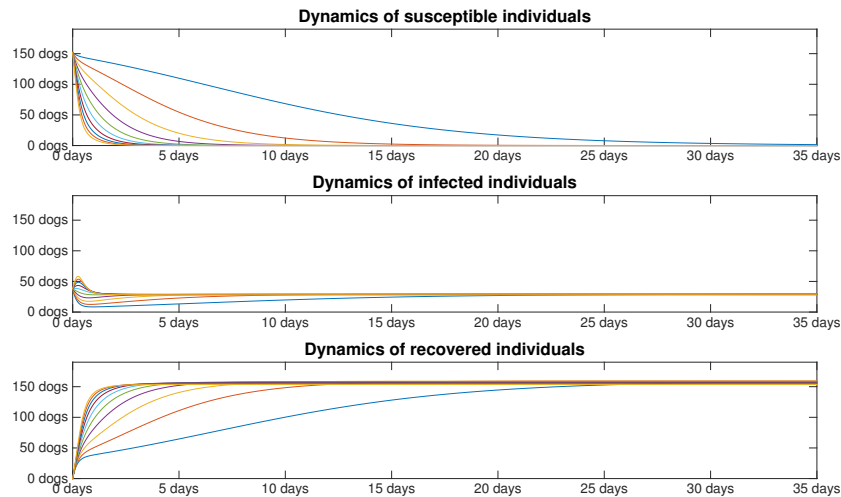 Dynamics of susceptible individuals
150 dogs
100 dogs
50 dogs
0 dogs
0 days 5 days 10 days 15 days 20 days 25 days 30 days 35 days
Dynamics of infected individuals
150 dogs
100 dogs
50 dogs
0 dogs
0 days 5 days 10 days 15 days 20 days 25 days 30 days 35 days
Dynamics of recovered individuals
150 dogs
100 dogs
50 dogs
0 dogs
0 days 5 days 10 days 15 days 20 days 25 days 30 days 35 days